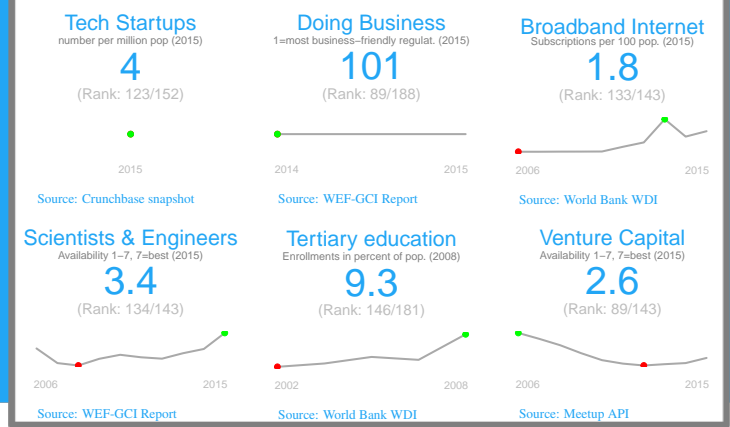 Tech Startups
number per million pop (2015)
4
(Rank: 123/152)
2015
Source: Crunchbase snapshot
Doing Business
1=most business−friendly regulat. (2015)
101
(Rank: 89/188)
2014 2015
Source: WEF-GCI Report
Broadband Internet
Subscriptions per 100 pop. (2015)
1.8
(Rank: 133/143)
2006 2015
Source: World Bank WDI
Scientists & Engineers
Availability 1−7, 7=best (2015)
3.4
(Rank: 134/143)
2006 2015
Source: WEF-GCI Report
Tertiary education
Enrollments in percent of pop. (2008)
9.3
(Rank: 146/181)
2002 2008
Source: World Bank WDI
Venture Capital
Availability 1−7, 7=best (2015)
2.6
(Rank: 89/143)
2006 2015
Source: Meetup API